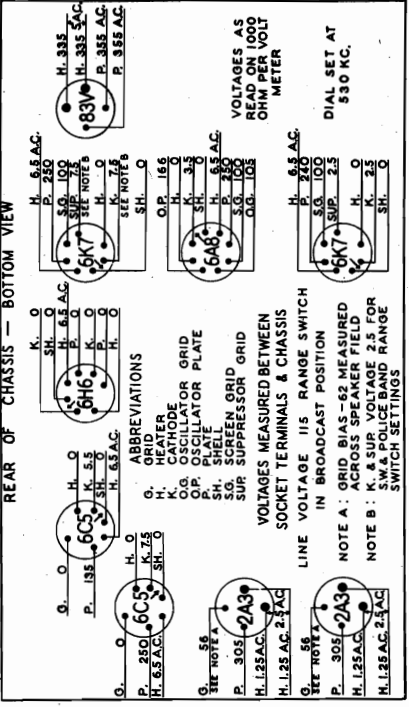 REAR OF CHASSIS — BOTTOM VIEW
G. 0
P. 135
6C5
H. 0
K. 5.5
SH. 0
H. 6.5 A.C.
K. 0
SH. 0
H. 6.5 A.C.
P. 0
P. 0
K. 0
H. 0
6H6
H. 6.5 A.C.
P. 250
S.G. 100
SUP. 7.5
SEE NOTE B
H. 0
K. 7.5
SEE NOTE B
SH. 0
6K7
H. 335
H. 335 5A.C.
P. 355 A.C.
P. 355 A.C.
83V
G. 0
P. 250
H. 6.5 A.C.
6C5
H. 0
K. 7.5
SH. 0
ABBREVIATIONS
G. GRID
H. HEATER
K. CATHODE
O.G. OSCILLATOR GRID
O.P. OSCILLATOR PLATE
P. PLATE
SH. SHELL
S.G. SCREEN GRID
SUP. SUPPRESSOR GRID
O.P. 166
H. 0
K. 3.5
SH. 0
H. 6.5 A.C.
P. 250
S.G. 100
O.G. 105
6A8
VOLTAGES AS
READ ON 1000
OHM PER VOLT
METER
G. 56
SEE NOTE A
P. 305
H. 1.25 A.C.
H. 1.25 A.C. 2.5 A.C.
2A3
VOLTAGES MEASURED BETWEEN
SOCKET TERMINALS & CHASSIS
LINE VOLTAGE 115 RANGE SWITCH
IN BROADCAST POSITION
G. 56
SEE NOTE A
P. 305
H. 1.25 A.C.
H. 1.25 A.C. 2.5 A.C.
2A3
NOTE A: GRID BIAS -62 MEASURED
ACROSS SPEAKER FIELD
NOTE B: K. & SUP. VOLTAGE 2.5 FOR
S.W. & POLICE BAND RANGE
SWITCH SETTINGS
H. 6.5 A.C.
P. 240
S.G. 100
SUP. 2.5
H. 0
K. 2.5
SH. 0
6K7
DIAL SET AT
530 KC.